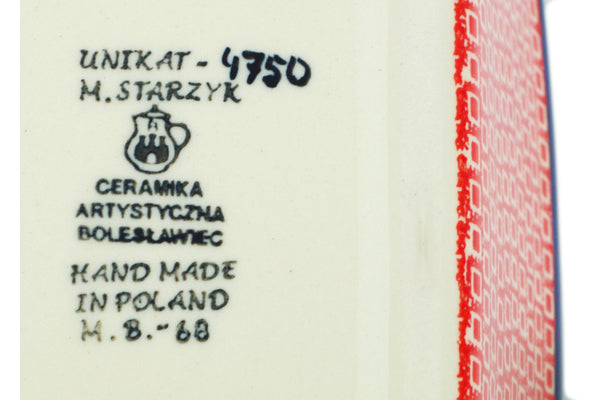 UNIKAT - 4750
M. STARZYK
CERAMIKA
ARTYSTYCZNA
BOLESŁAWIEC
HAND MADE
IN POLAND
M. B. - 68